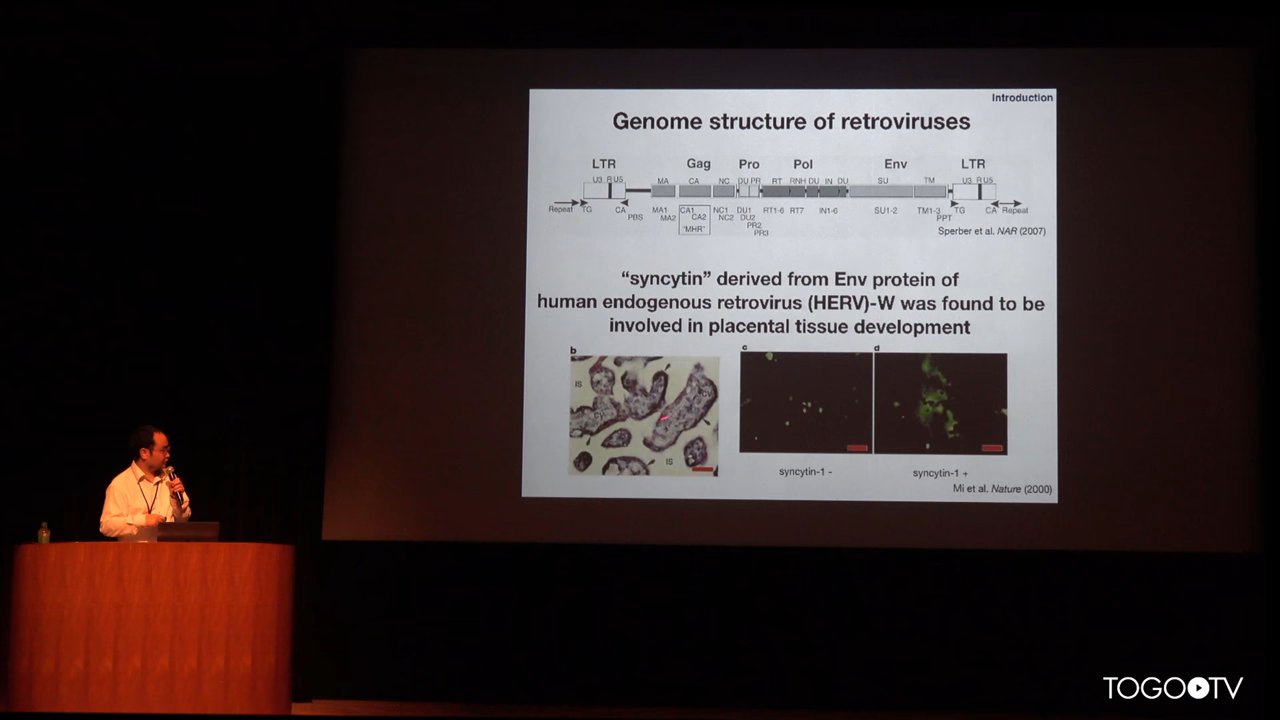 Introduction
Genome structure of retroviruses
LTR Gag Pro Pol Env LTR
U3 R U5 MA CA NC DU PR RT RNH DU IN DU SU TM U3 R U5
Repeat TG CA PBS MA1 CA1 NC1 DU1 RT1-6 RT7 IN1-6 SU1-2 TM1-3 TG CA Repeat
MA2 CA2 NC2 DU2 PPT
"MHR" PR2
PR3
Sperber et al. NAR (2007)
“syncytin” derived from Env protein of
human endogenous retrovirus (HERV)-W was found to be
involved in placental tissue development
b c d
IS
IS
syncytin-1 - syncytin-1 +
Mi et al. Nature (2000)
TOGOTV